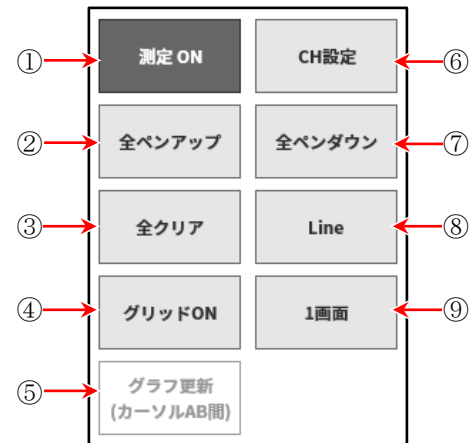 ① 測定 ON CH設定 ⑥
② 全ペンアップ 全ペンダウン ⑦
③ 全クリア Line ⑧
④ グリッドON 1画面 ⑨
⑤ グラフ更新
(カーソルAB間)